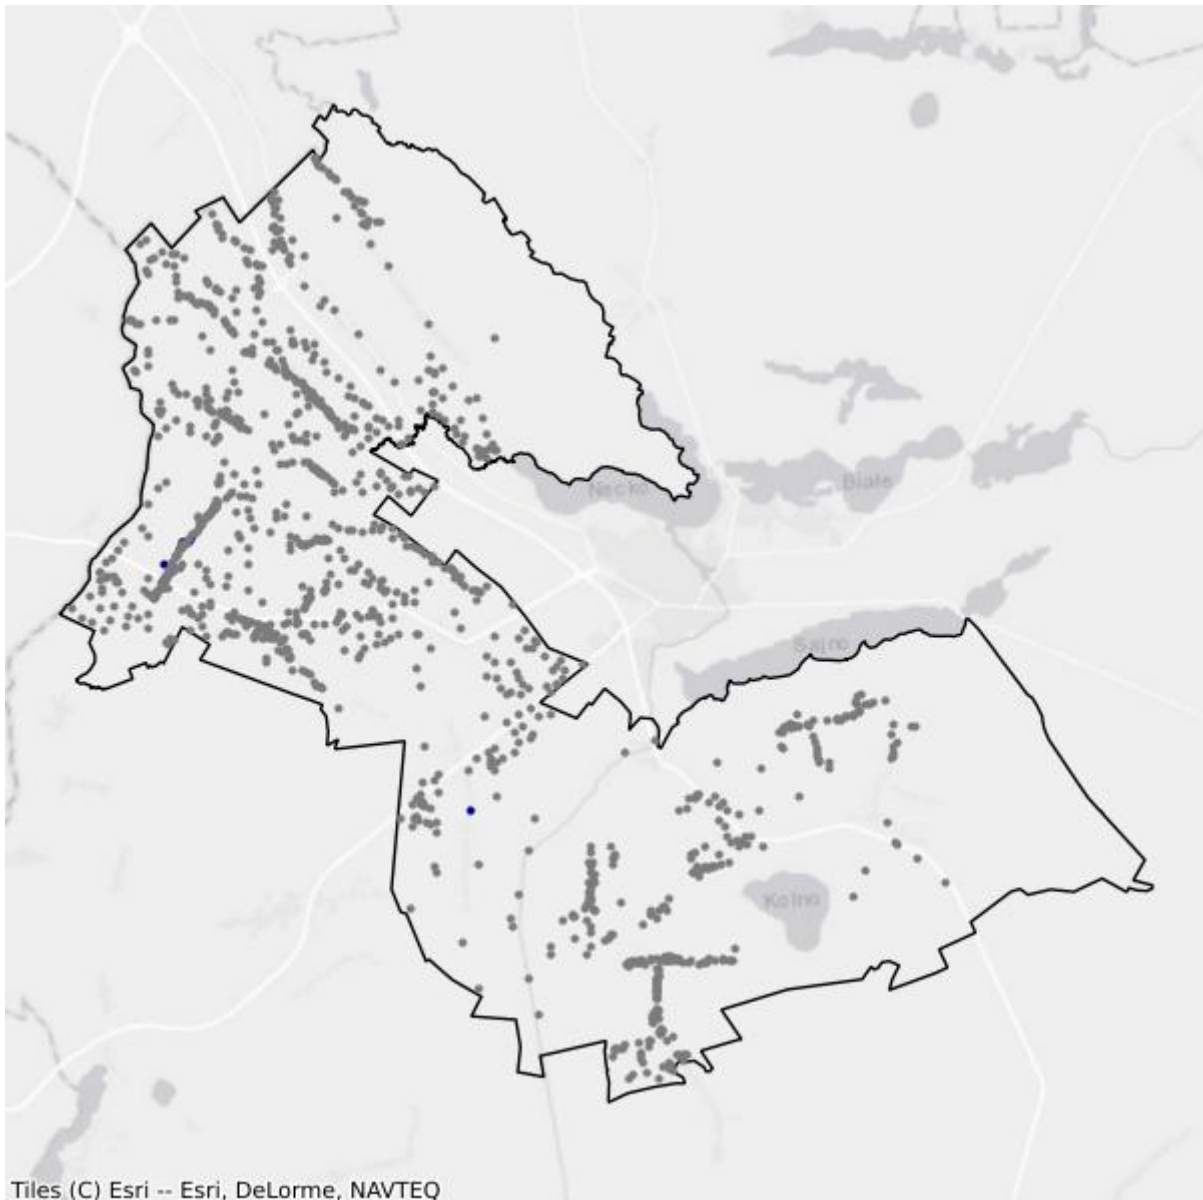 Necko
Białe
Sajno
Kolno
Tiles (C) Esri -- Esri, DeLorme, NAVTEQ